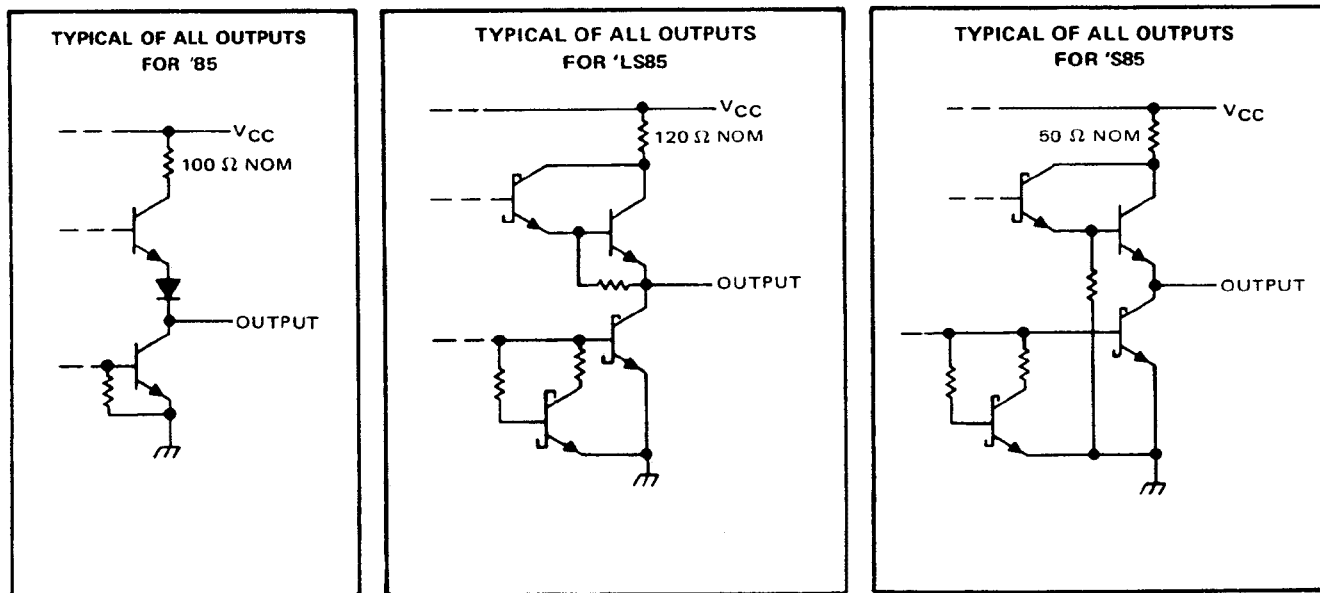 TYPICAL OF ALL OUTPUTS
FOR '85
VCC
100 Ω NOM
OUTPUT
TYPICAL OF ALL OUTPUTS
FOR 'LS85
VCC
120 Ω NOM
OUTPUT
TYPICAL OF ALL OUTPUTS
FOR 'S85
VCC
50 Ω NOM
OUTPUT